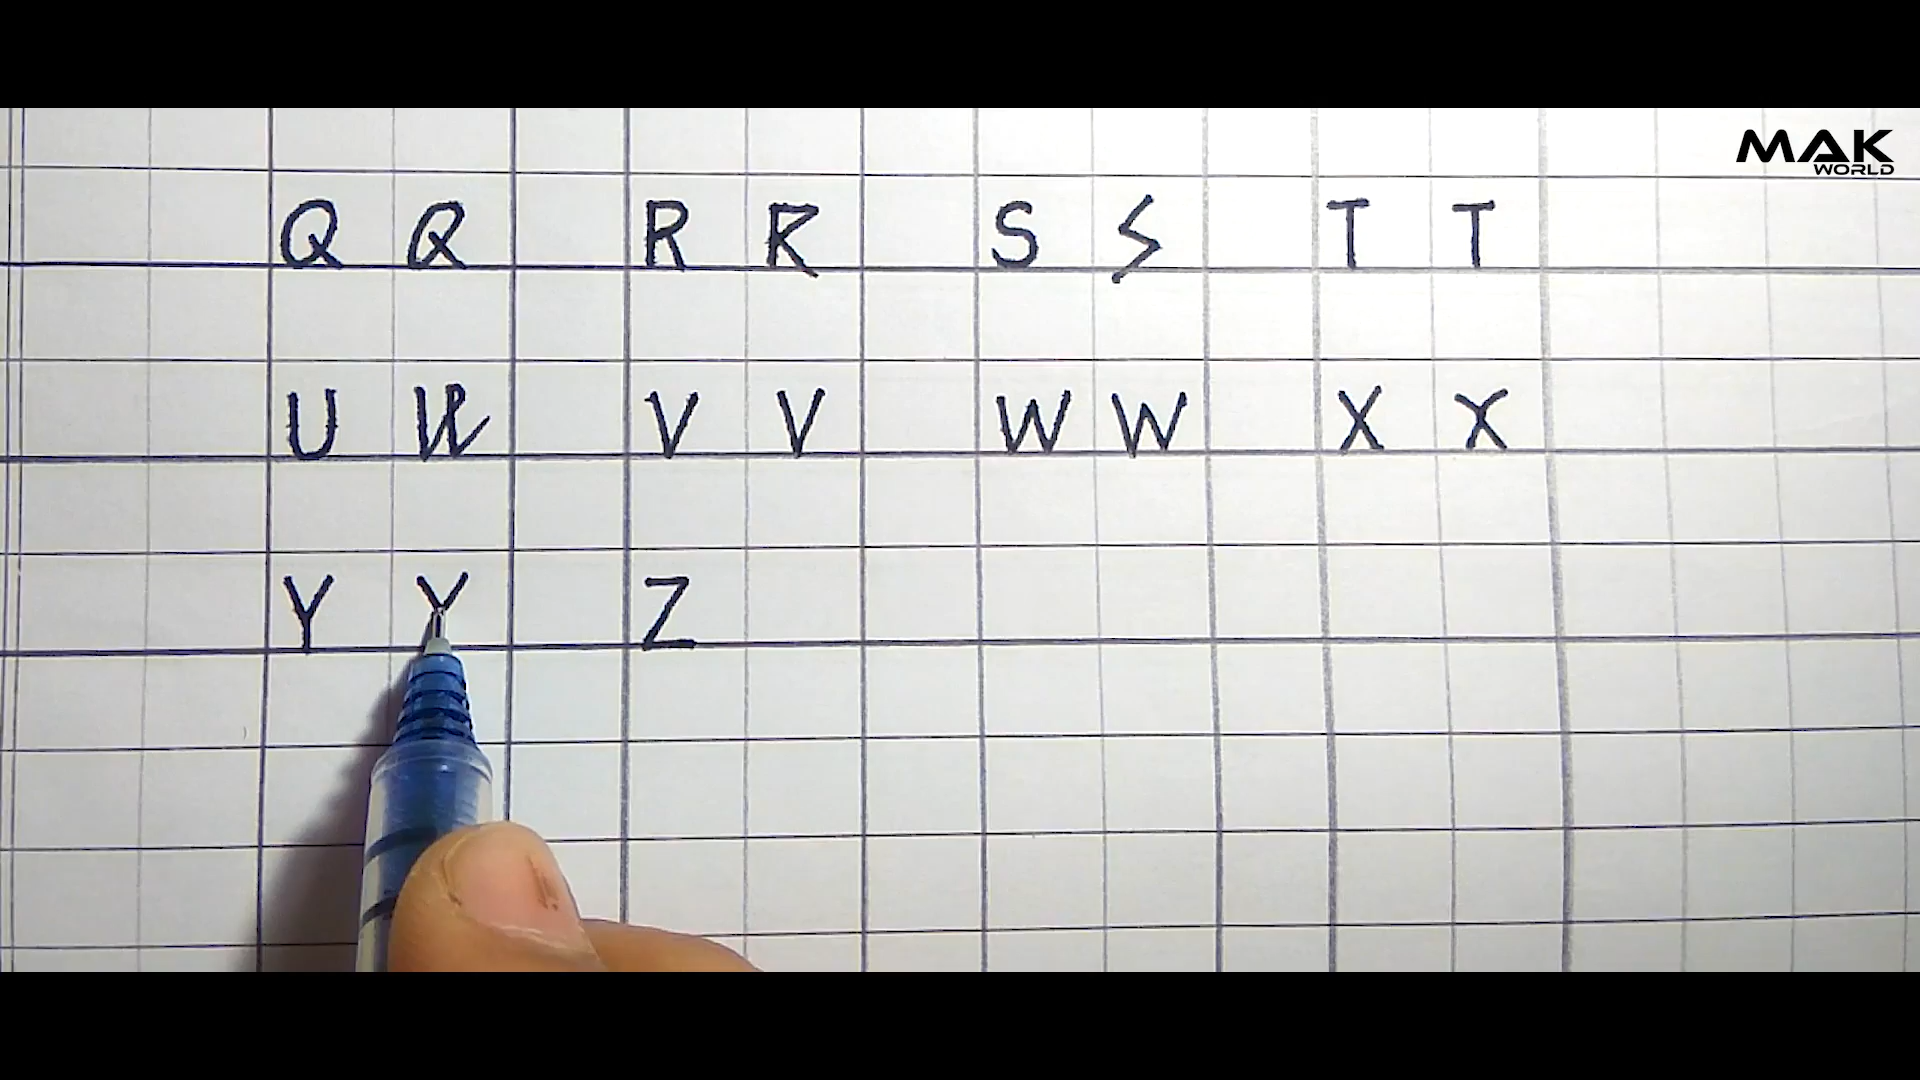 MAK
WORLD
Q Q R R S S T T
U U V V W W X X
Y Y Z